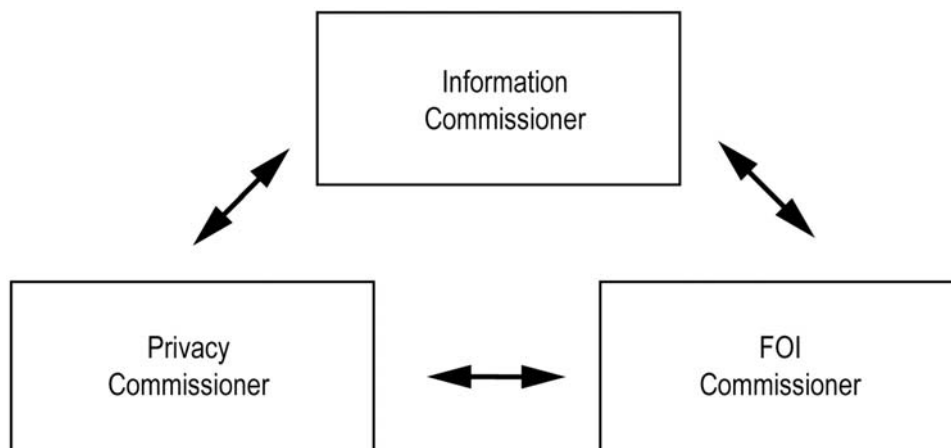 Information
Commissioner
Privacy
Commissioner
FOI
Commissioner